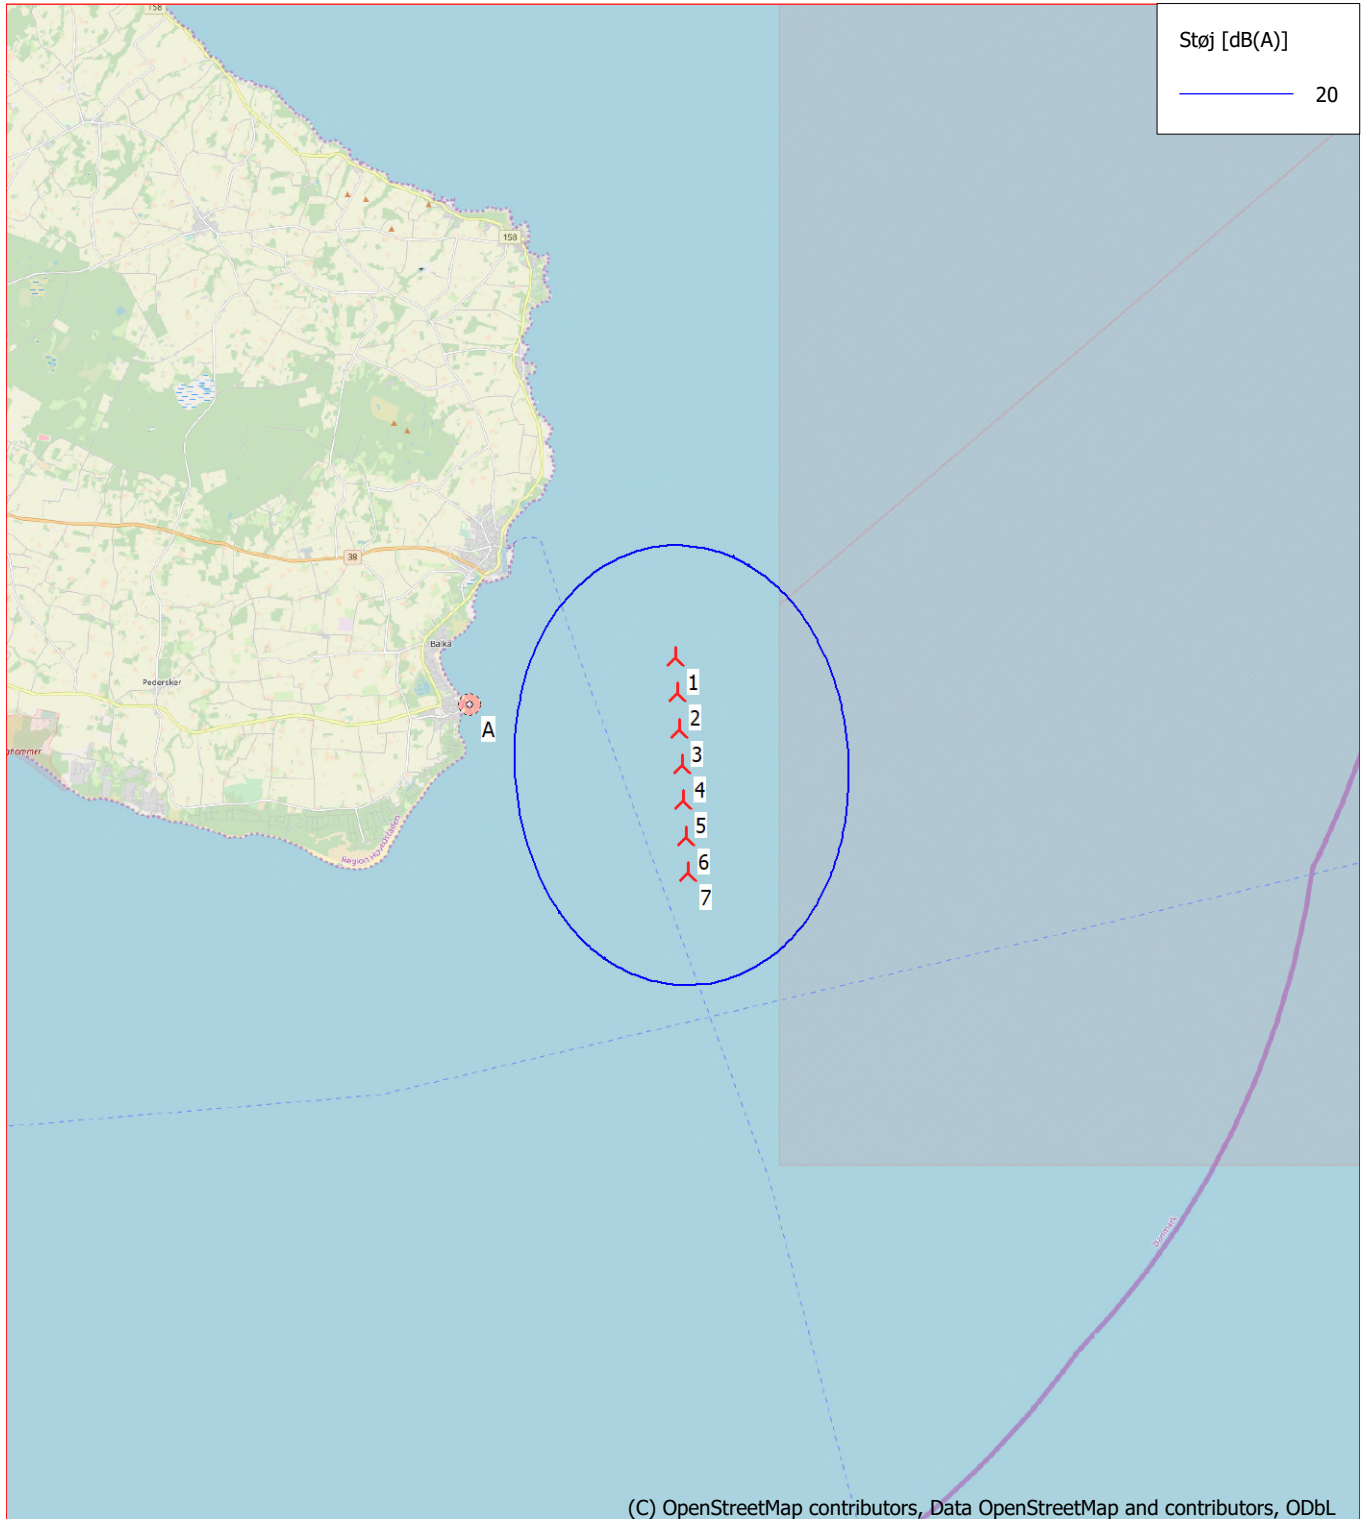 158
Støj [dB(A)]
20
158
38
Balka
Pedersker
A
1
2
3
4
5
6
7
Danmark
(C) OpenStreetMap contributors, Data OpenStreetMap and contributors, ODbL